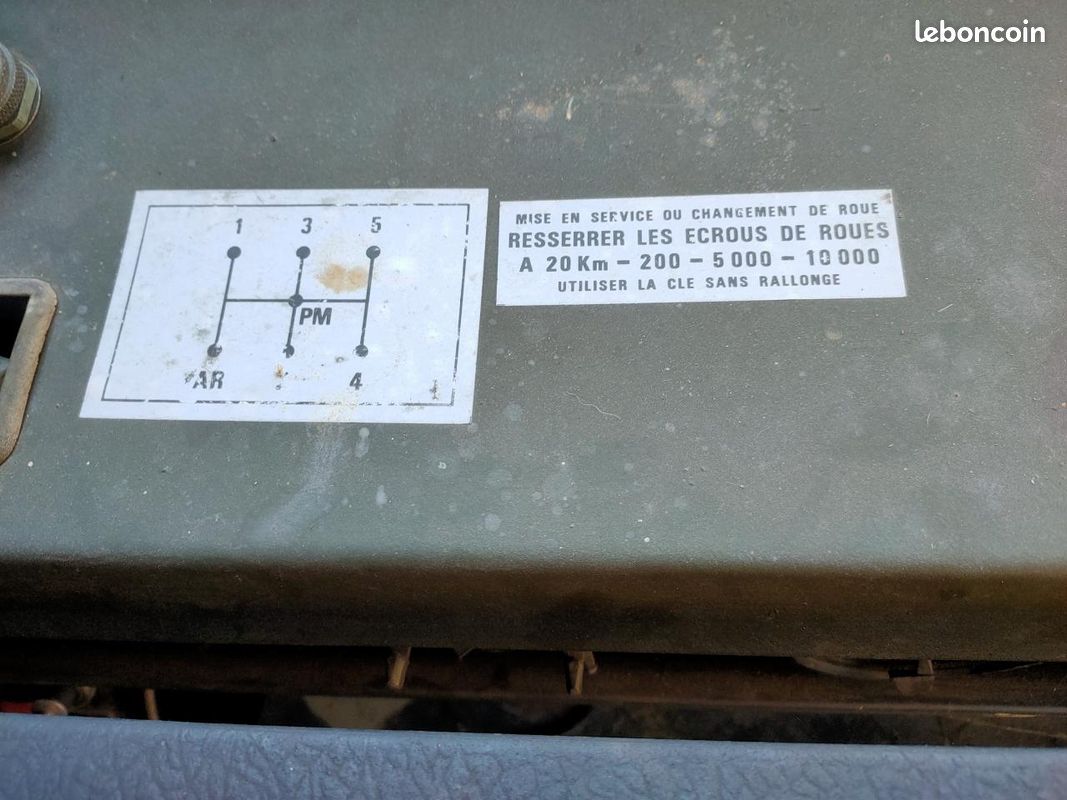 leboncoin
1 3 5
PM
AR 4
MISE EN SERVICE OU CHANGEMENT DE ROUE
RESSERRER LES ECROUS DE ROUES
A 20 Km – 200 – 5 000 – 10 000
UTILISER LA CLE SANS RALLONGE